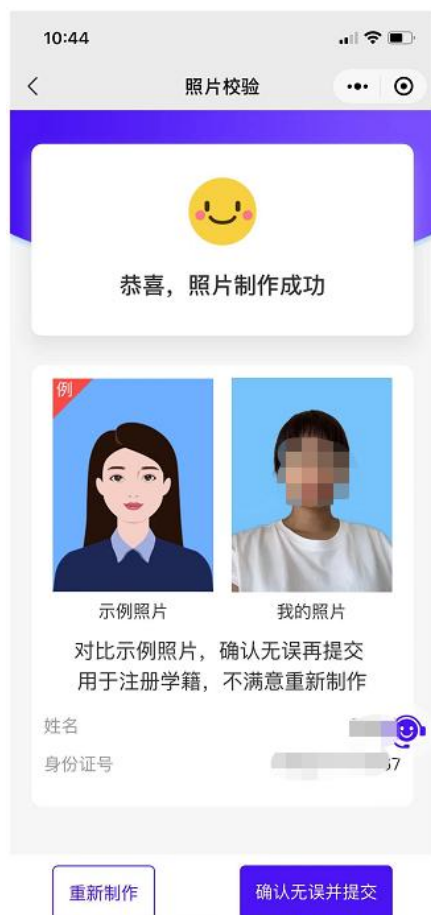 10:44
照片校验
恭喜，照片制作成功
例
示例照片
我的照片
对比示例照片，确认无误再提交
用于注册学籍，不满意重新制作
姓名
身份证号
67
重新制作
确认无误并提交